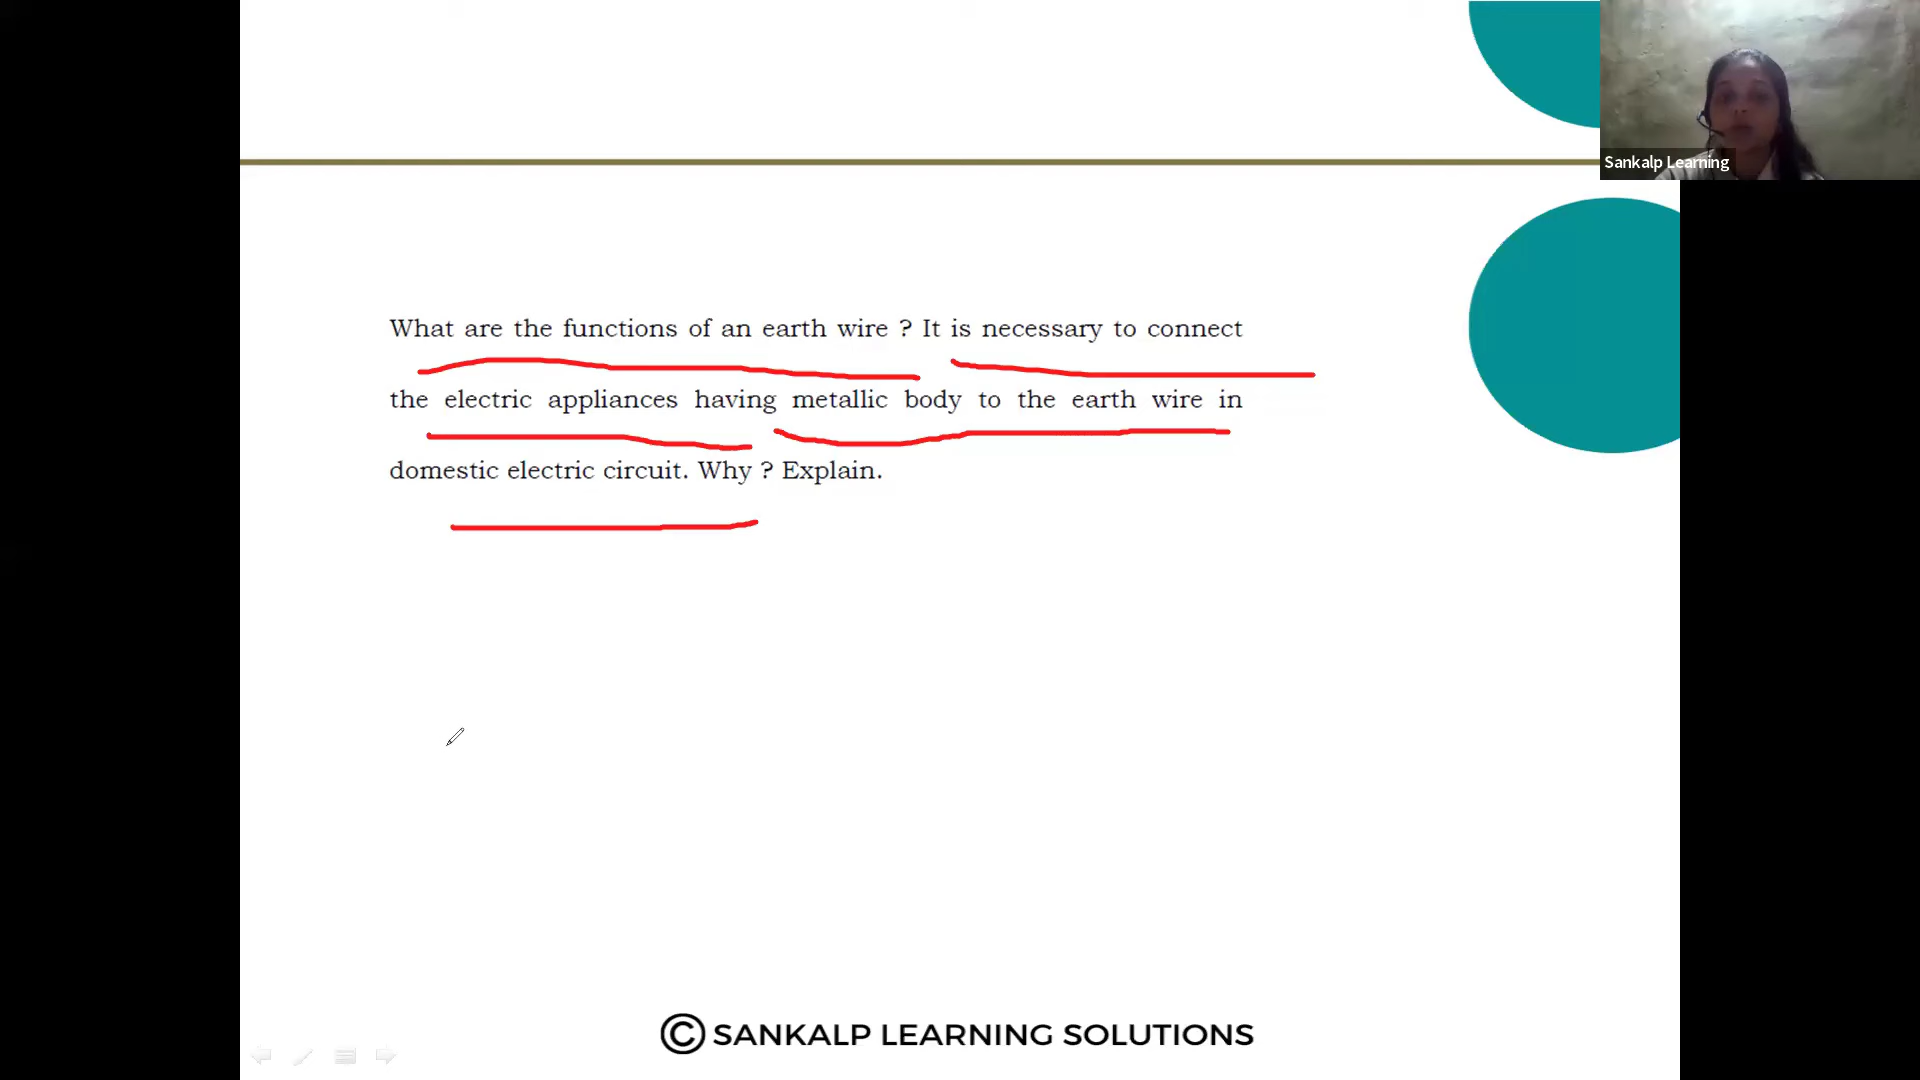 Sankalp Learning
What are the functions of an earth wire ? It is necessary to connect
the electric appliances having metallic body to the earth wire in
domestic electric circuit. Why ? Explain.
© SANKALP LEARNING SOLUTIONS